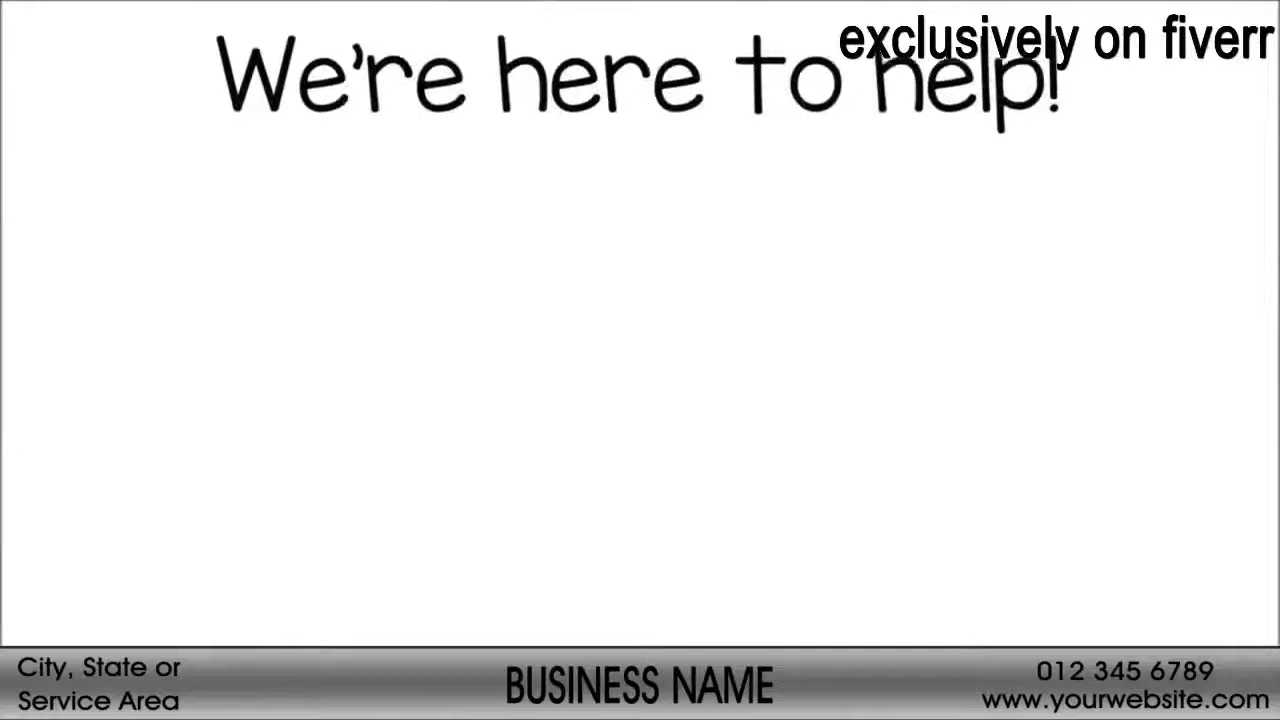 exclusively on fiverr
We're here to help!
City, State or
Service Area
BUSINESS NAME
012 345 6789
www.yourwebsite.com